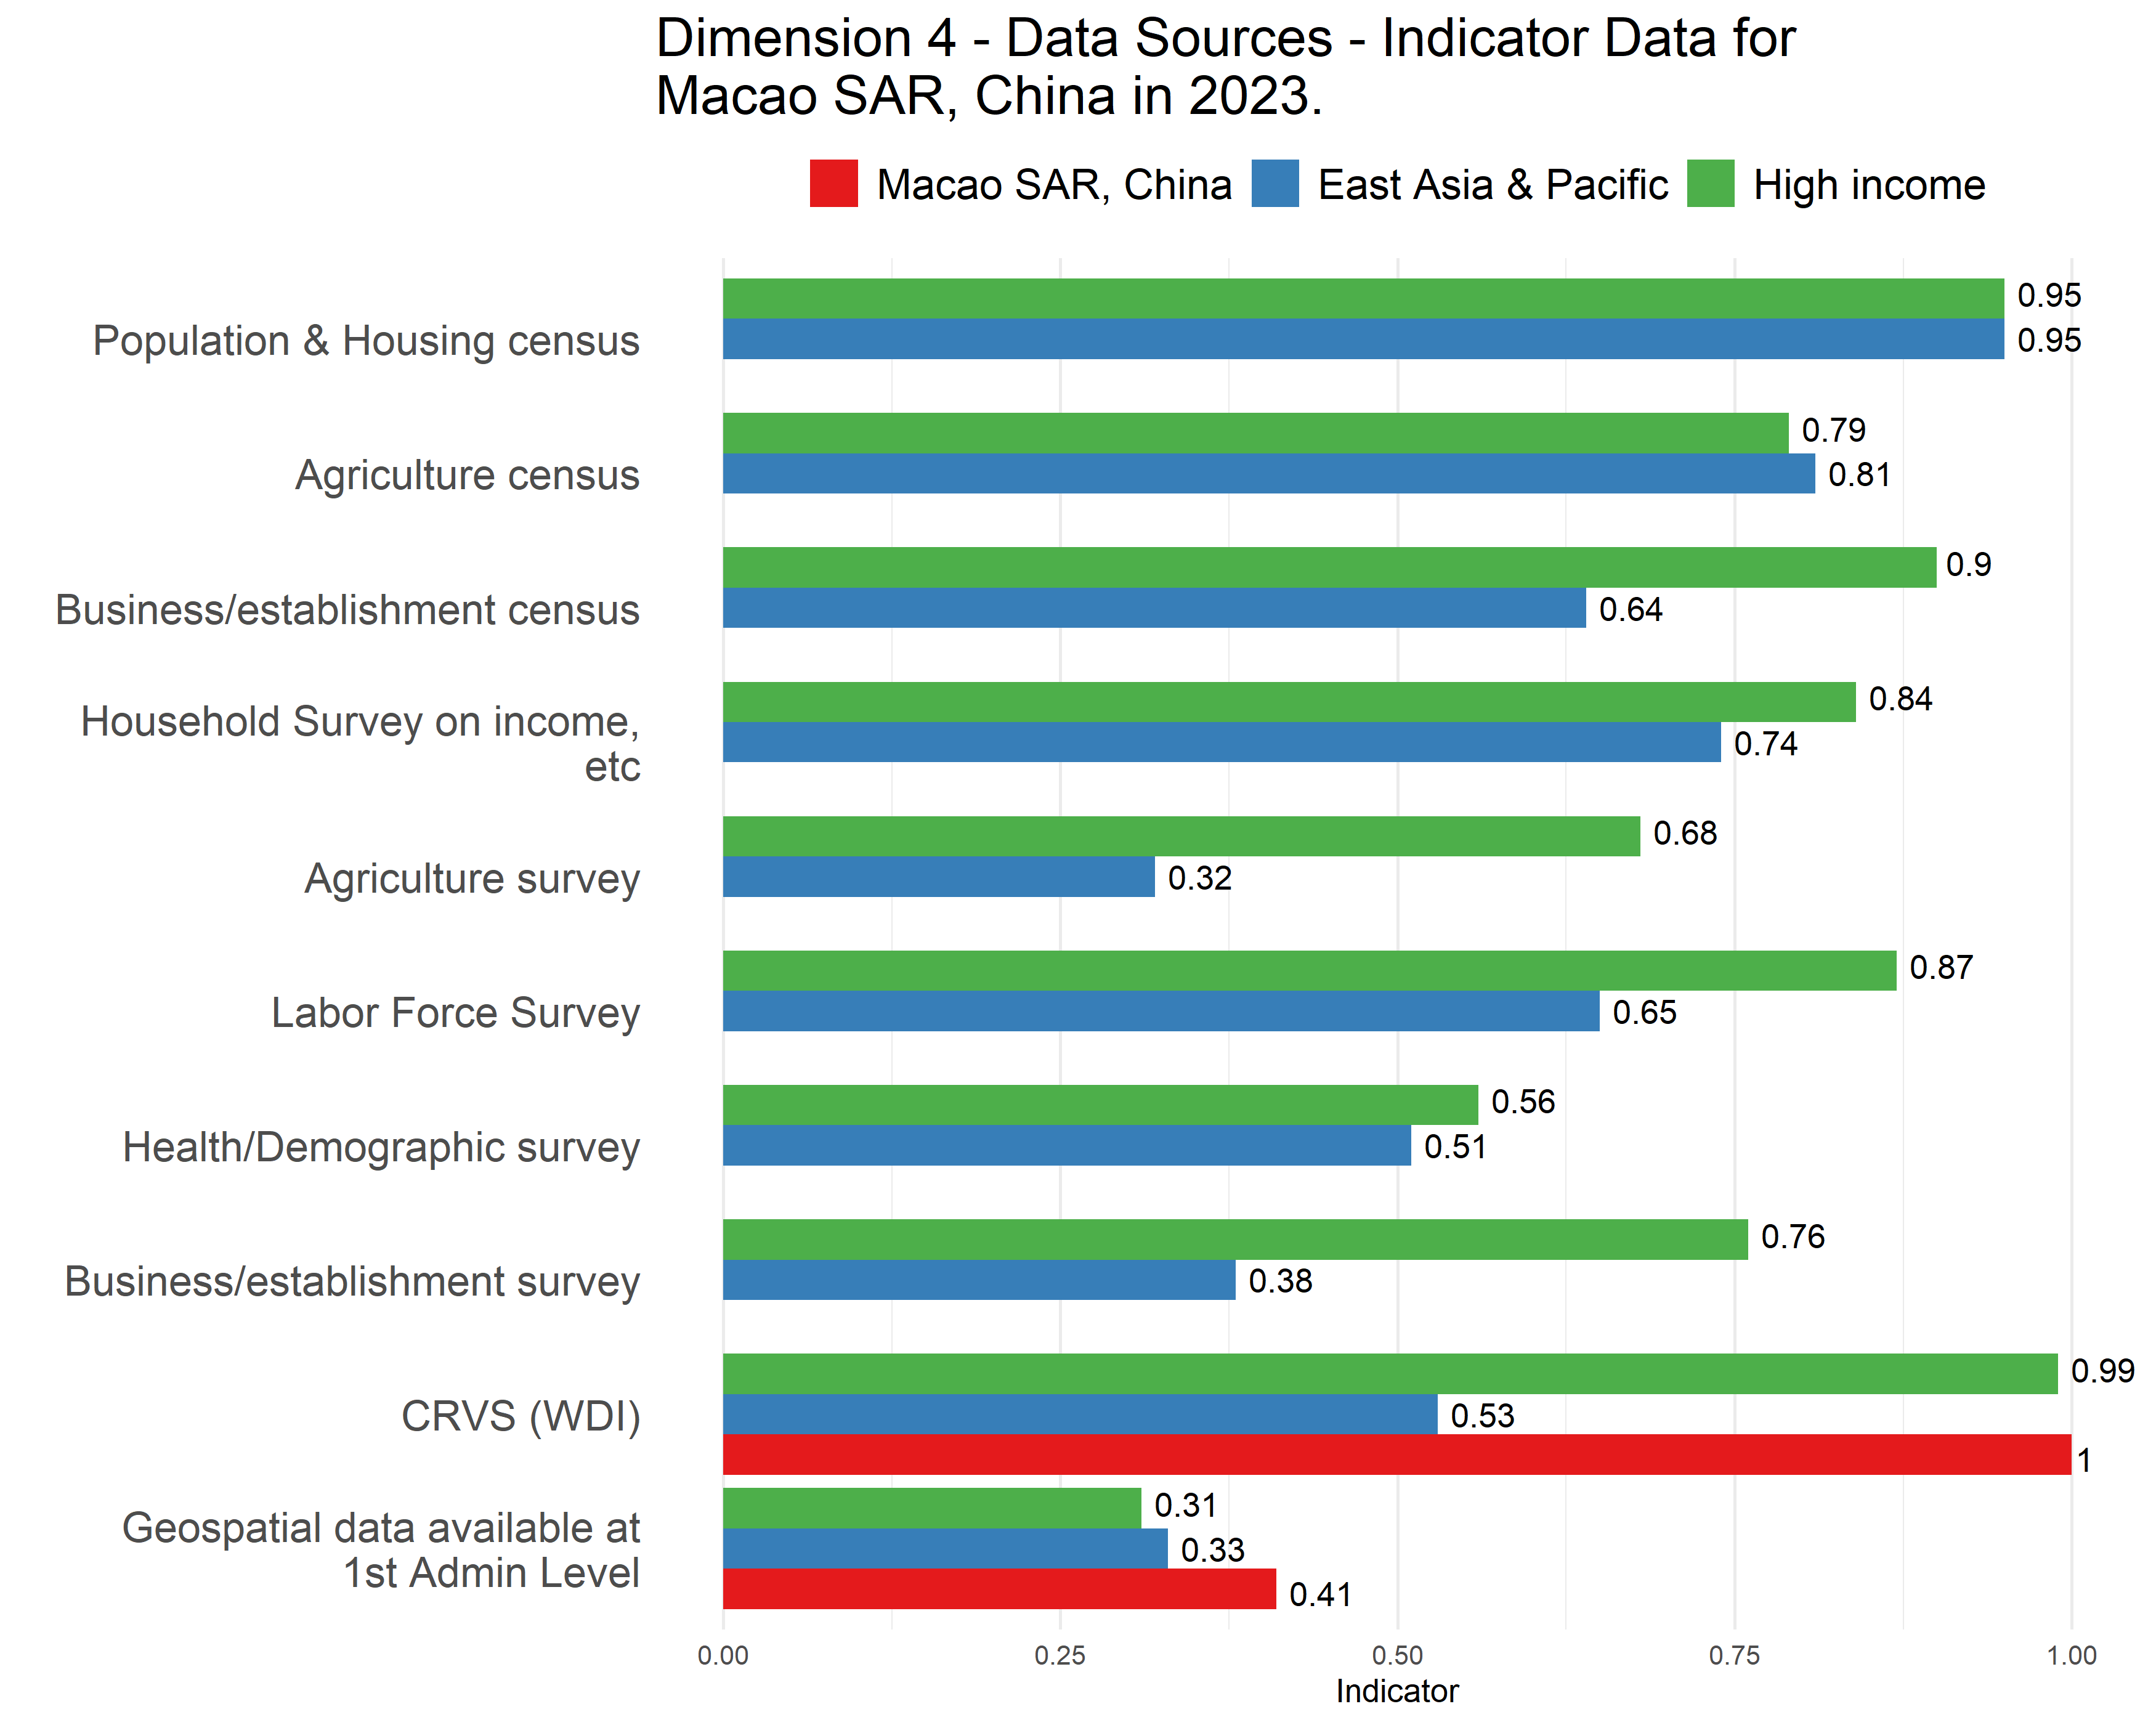 Dimension 4 - Data Sources - Indicator Data for
Macao SAR, China in 2023.
Macao SAR, China East Asia & Pacific High income
Population & Housing census
0.95
0.95
Agriculture census
0.79
0.81
Business/establishment census
0.9
0.64
Household Survey on income,
etc
0.84
0.74
Agriculture survey
0.68
0.32
Labor Force Survey
0.87
0.65
Health/Demographic survey
0.56
0.51
Business/establishment survey
0.76
0.38
CRVS (WDI)
0.99
0.53
1
Geospatial data available at
1st Admin Level
0.31
0.33
0.41
0.00 0.25 0.50 0.75 1.00
Indicator